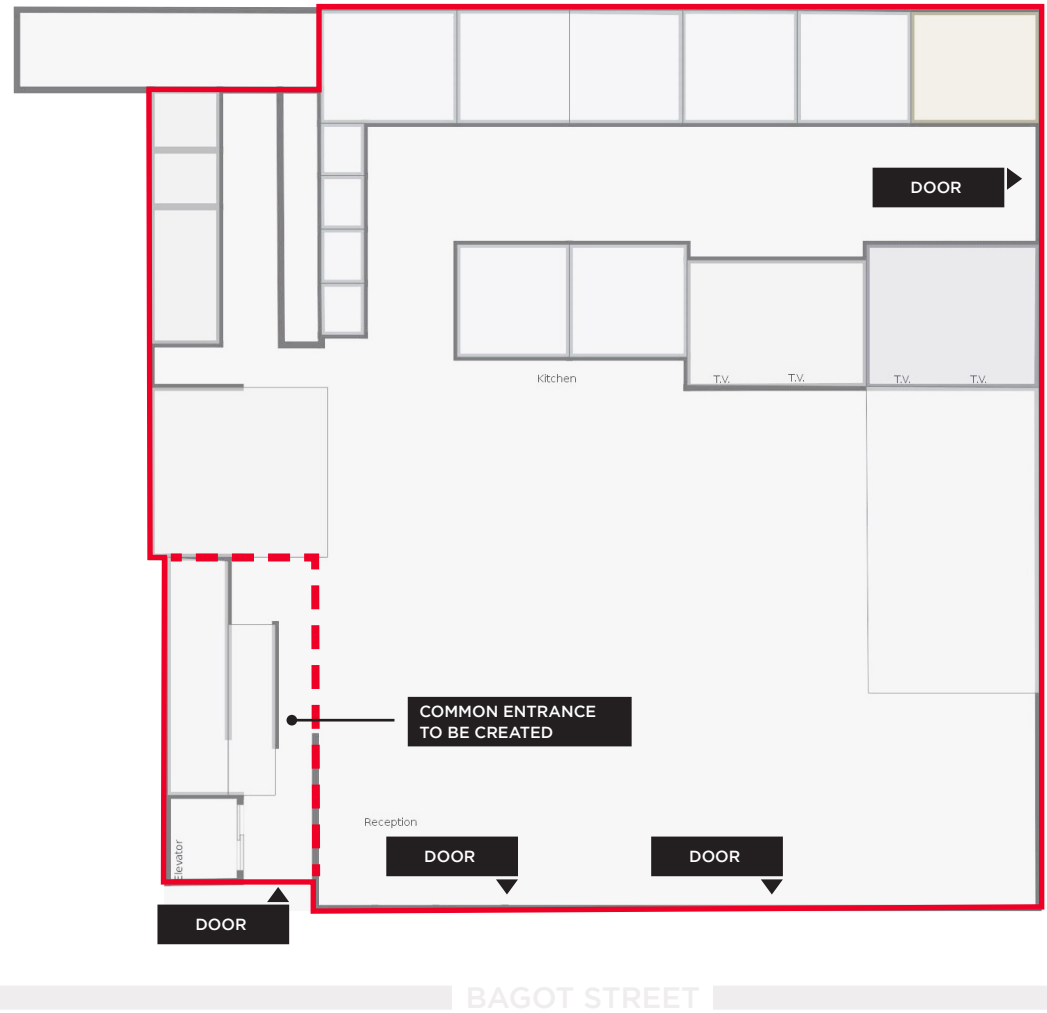 DOOR
Kitchen
T.V.
T.V.
T.V.
T.V.
COMMON ENTRANCE
TO BE CREATED
Reception
Elevator
DOOR
DOOR
DOOR
BAGOT STREET